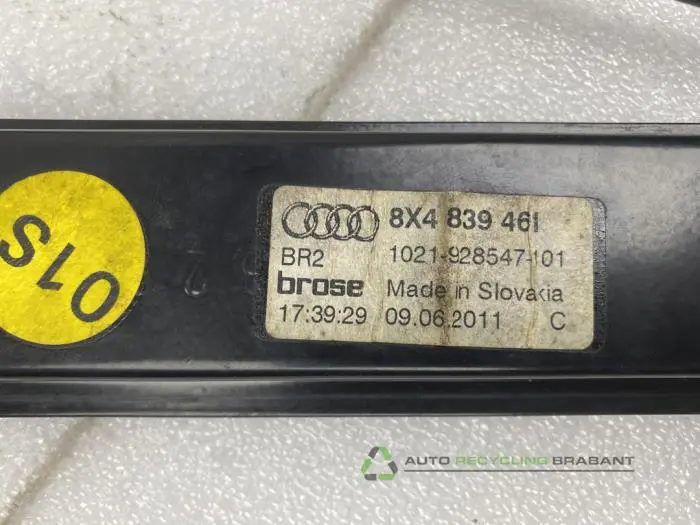 O1S
8X4 839 461
BR2
1021-928547-101
brose
Made in Slovakia
17:39:29 09.06.2011 C
AUTO RECYCLING BRABANT